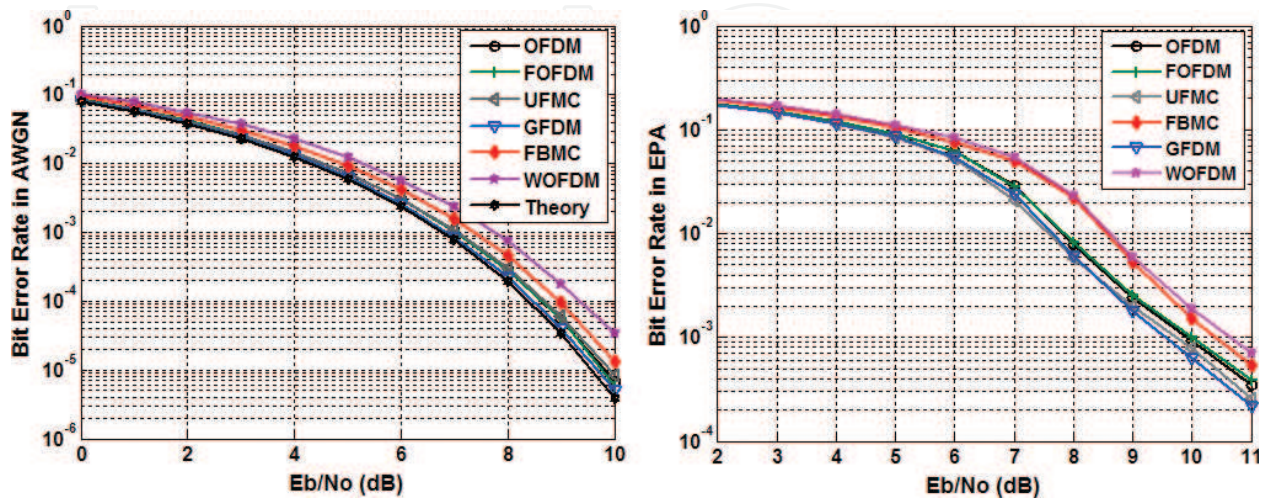 Bit Error Rate in AWGN
10^0
10^-1
10^-2
10^-3
10^-4
10^-5
10^-6
0 2 4 6 8 10
Eb/No (dB)
OFDM
FOFDM
UFMC
GFDM
FBMC
WOFDM
Theory
Bit Error Rate in EPA
10^0
10^-1
10^-2
10^-3
10^-4
2 3 4 5 6 7 8 9 10 11
Eb/No (dB)
OFDM
FOFDM
UFMC
FBMC
GFDM
WOFDM